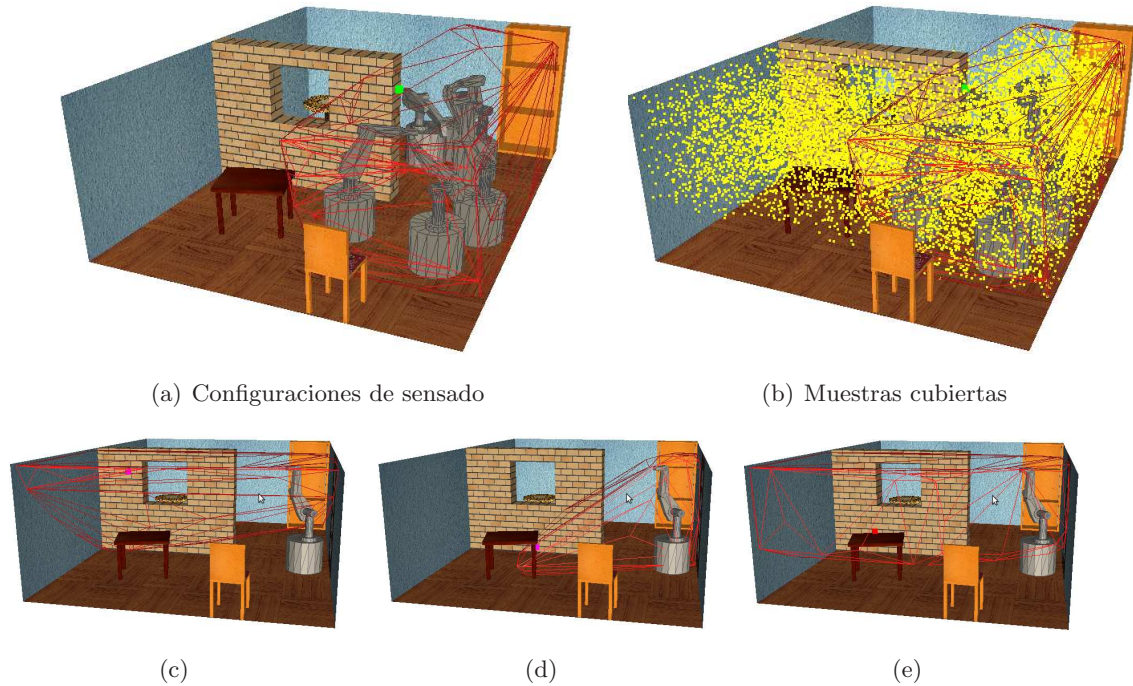 (a) Configuraciones de sensado
(b) Muestras cubiertas
(c)
(d)
(e)